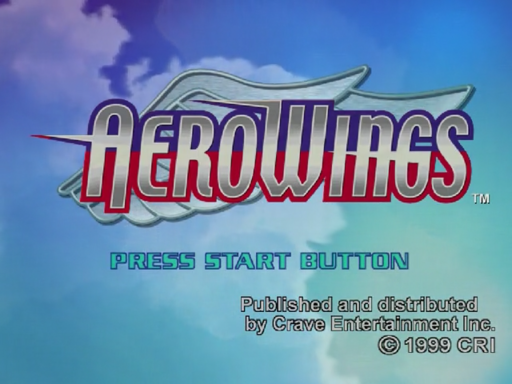 AEROWINGS
TM
PRESS START BUTTON
Published and distributed
by Crave Entertainment Inc.
© 1999 CRI